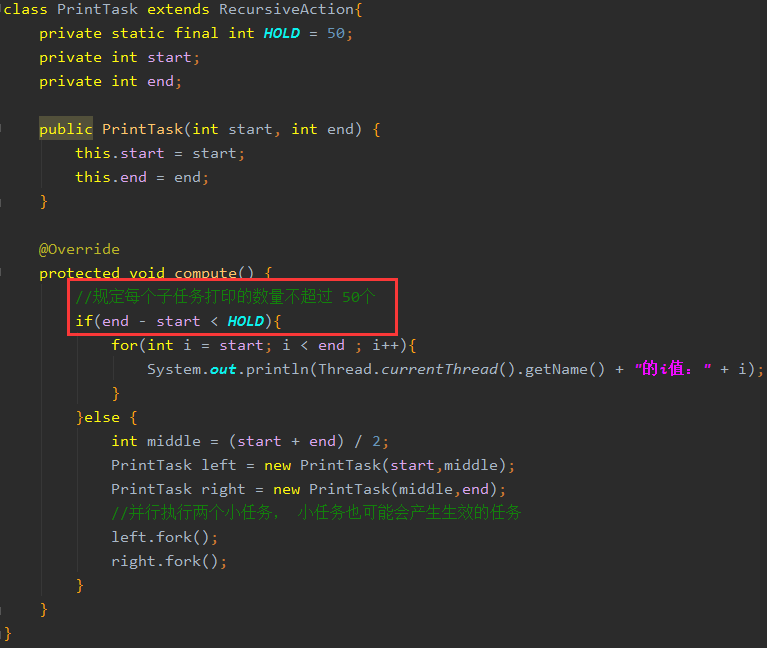 class PrintTask extends RecursiveAction{
    private static final int HOLD = 50;
    private int start;
    private int end;

    public PrintTask(int start, int end) {
        this.start = start;
        this.end = end;
    }

    @Override
    protected void compute() {
        //规定每个子任务打印的数量不超过 50个
        if(end - start < HOLD){
            for(int i = start; i < end ; i++){
                System.out.println(Thread.currentThread().getName() + "的i值：" + i);
            }
        }else {
            int middle = (start + end) / 2;
            PrintTask left = new PrintTask(start,middle);
            PrintTask right = new PrintTask(middle,end);
            //并行执行两个小任务， 小任务也可能会产生生效的任务
            left.fork();
            right.fork();
        }
    }
}